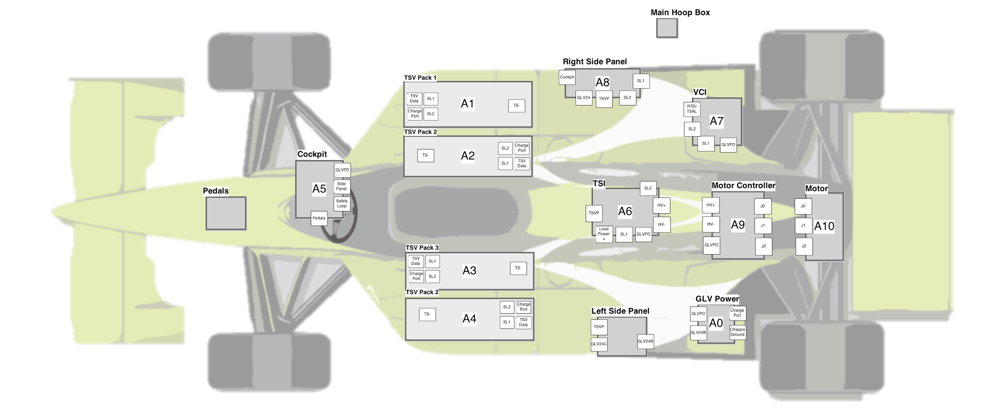 Main Hoop Box
Right Side Panel
Cockpit
A8
SL1
GLV24
TSVP
SL2
TSV Pack 1
TSV
Data
SL1
A1
TS-
Charge
Port
SL2
VCI
RTD/
TSAL
A7
SL2
SL1
GLVPD
TSV Pack 2
TS-
A2
SL2
Charge
Port
SL1
TSV
Data
Cockpit
GLVPD
A5
Side
Panel
Safety
Loop
Pedals
Pedals
TSI
SL2
HV+
TSVP
A6
HV-
Load
Power
+
SL1
GLVPD
Motor Controller
HV+
J0
HV-
A9
J1
GLVPD
J2
Motor
J0
J1
A10
J2
TSV Pack 3
TSV
Data
SL1
A3
TS-
Charge
Port
SL2
TSV Pack 2
TS-
A4
SL2
Charge
Port
SL1
TSV
Data
Left Side Panel
TSVP
GLV24C
GLV24B
GLV Power
GLVPD
Charge
Port
A0
GLV24B
Chassis
Ground